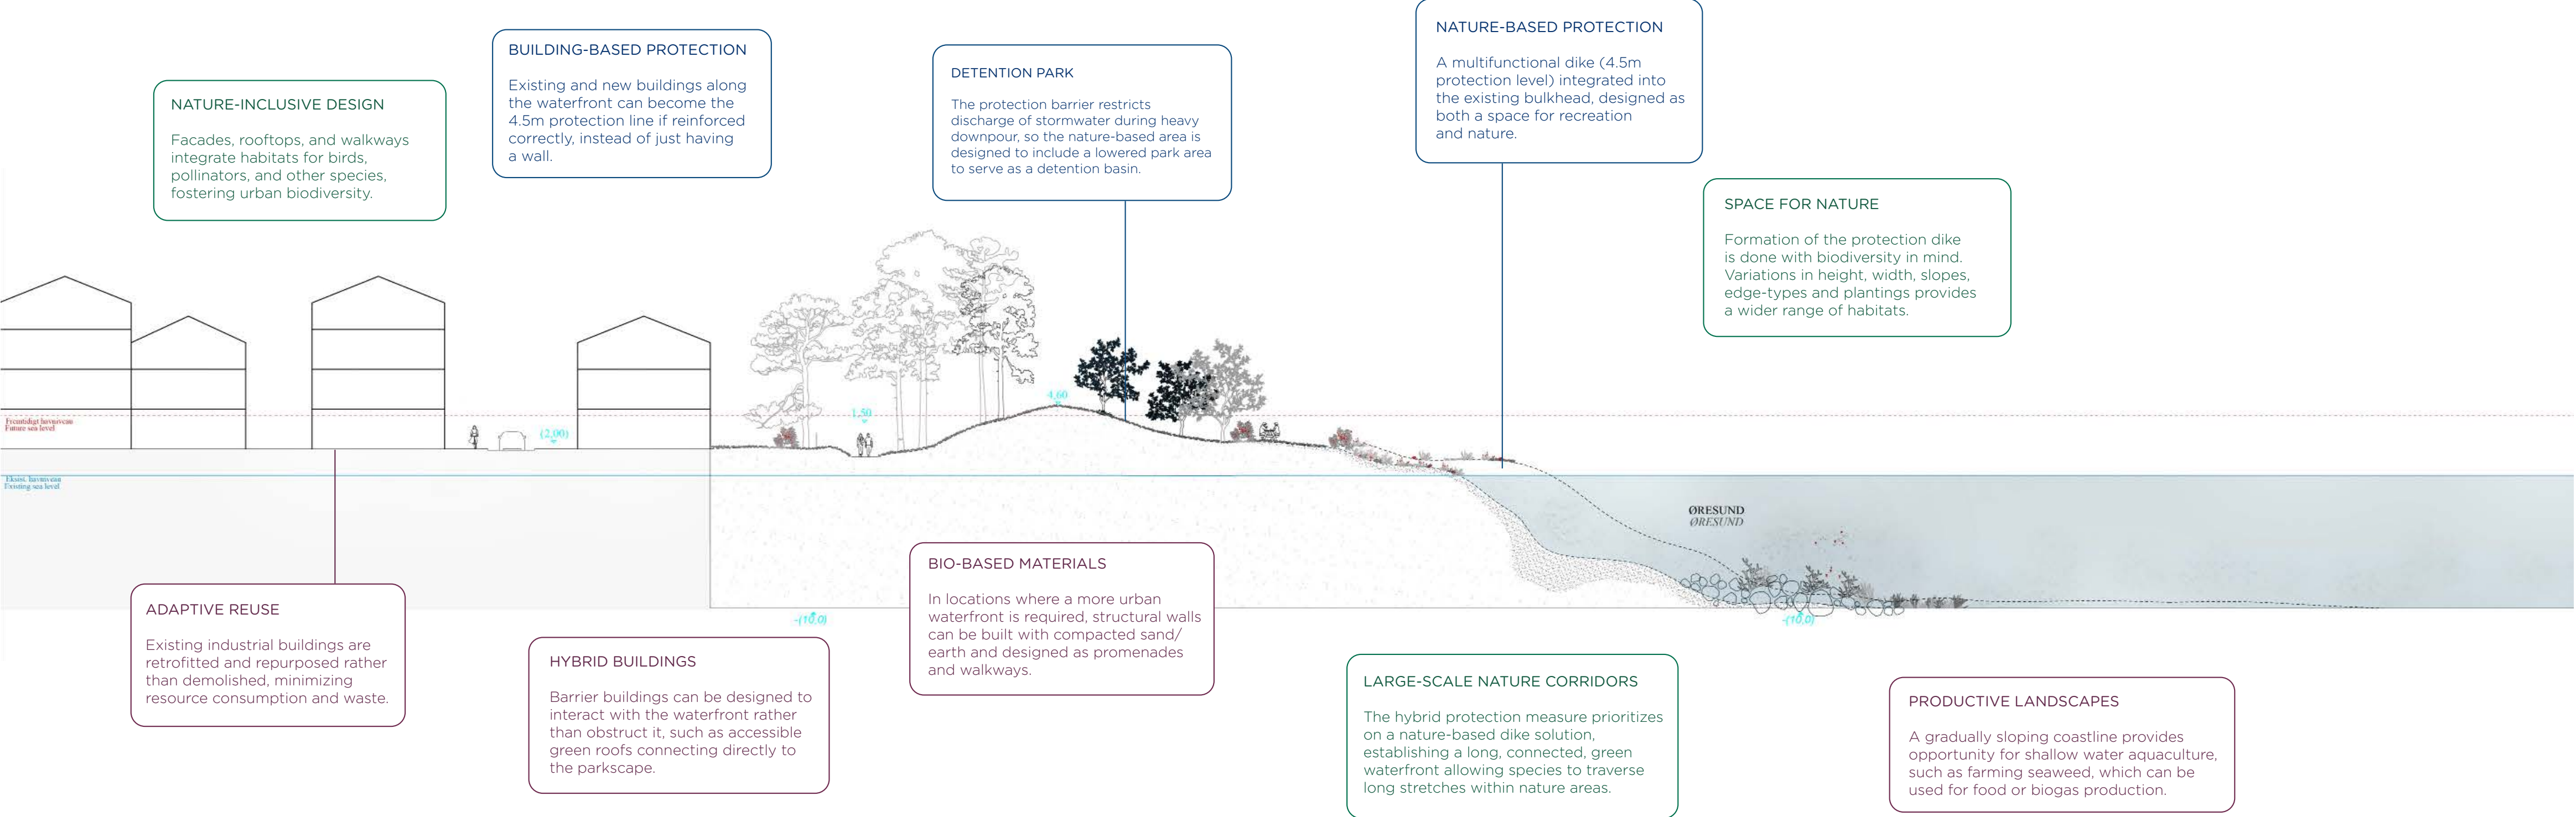 NATURE-INCLUSIVE DESIGN
Facades, rooftops, and walkways
integrate habitats for birds,
pollinators, and other species,
fostering urban biodiversity.
BUILDING-BASED PROTECTION
Existing and new buildings along
the waterfront can become the
4.5m protection line if reinforced
correctly, instead of just having
a wall.
DETENTION PARK
The protection barrier restricts
discharge of stormwater during heavy
downpour, so the nature-based area is
designed to include a lowered park area
to serve as a detention basin.
NATURE-BASED PROTECTION
A multifunctional dike (4.5m
protection level) integrated into
the existing bulkhead, designed as
both a space for recreation
and nature.
SPACE FOR NATURE
Formation of the protection dike
is done with biodiversity in mind.
Variations in height, width, slopes,
edge-types and plantings provides
a wider range of habitats.
Fremtidigt havniveau
Future sea level
(2,00)
1,50
4,60
Eksist. havniveau
Existing sea level
ØRESUND
ØRESUND
-(10,0)
-(10,0)
ADAPTIVE REUSE
Existing industrial buildings are
retrofitted and repurposed rather
than demolished, minimizing
resource consumption and waste.
HYBRID BUILDINGS
Barrier buildings can be designed to
interact with the waterfront rather
than obstruct it, such as accessible
green roofs connecting directly to
the parkscape.
BIO-BASED MATERIALS
In locations where a more urban
waterfront is required, structural walls
can be built with compacted sand/
earth and designed as promenades
and walkways.
LARGE-SCALE NATURE CORRIDORS
The hybrid protection measure prioritizes
on a nature-based dike solution,
establishing a long, connected, green
waterfront allowing species to traverse
long stretches within nature areas.
PRODUCTIVE LANDSCAPES
A gradually sloping coastline provides
opportunity for shallow water aquaculture,
such as farming seaweed, which can be
used for food or biogas production.